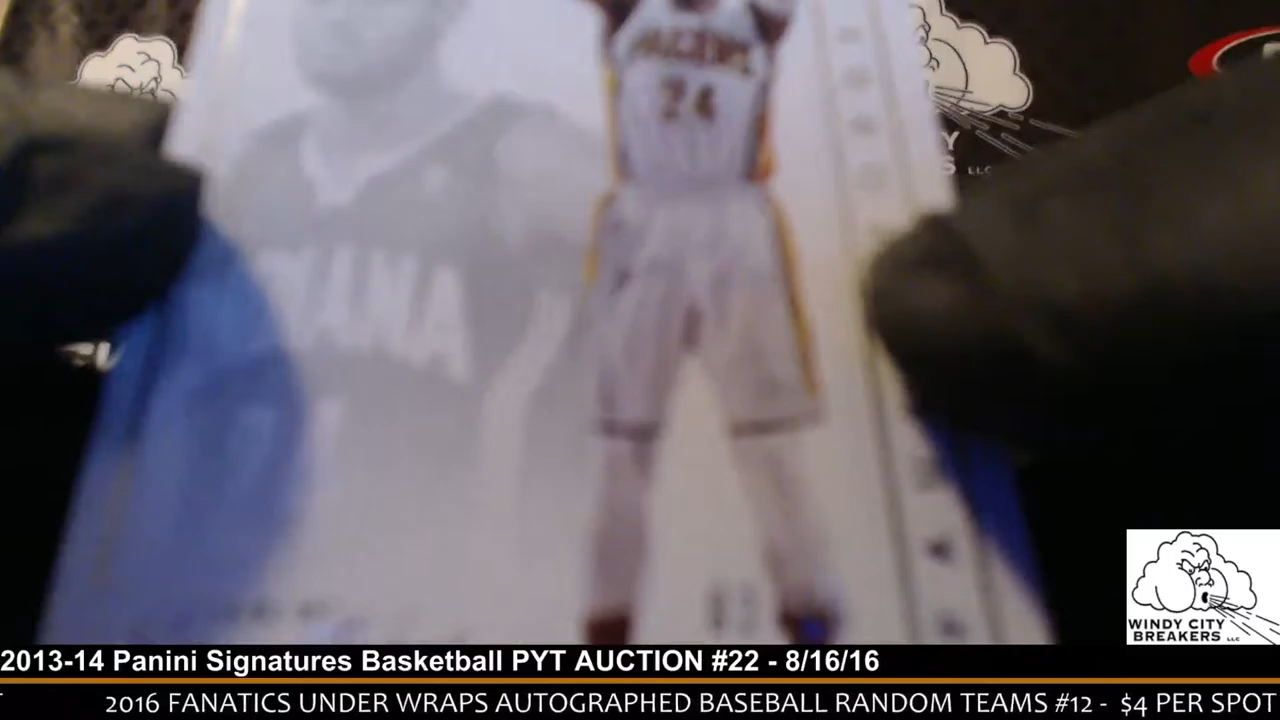 PACERS
24
WINDY CITY
BREAKERS LLC
2013-14 Panini Signatures Basketball PYT AUCTION #22 - 8/16/16
2016 FANATICS UNDER WRAPS AUTOGRAPHED BASEBALL RANDOM TEAMS #12 - $4 PER SPOT